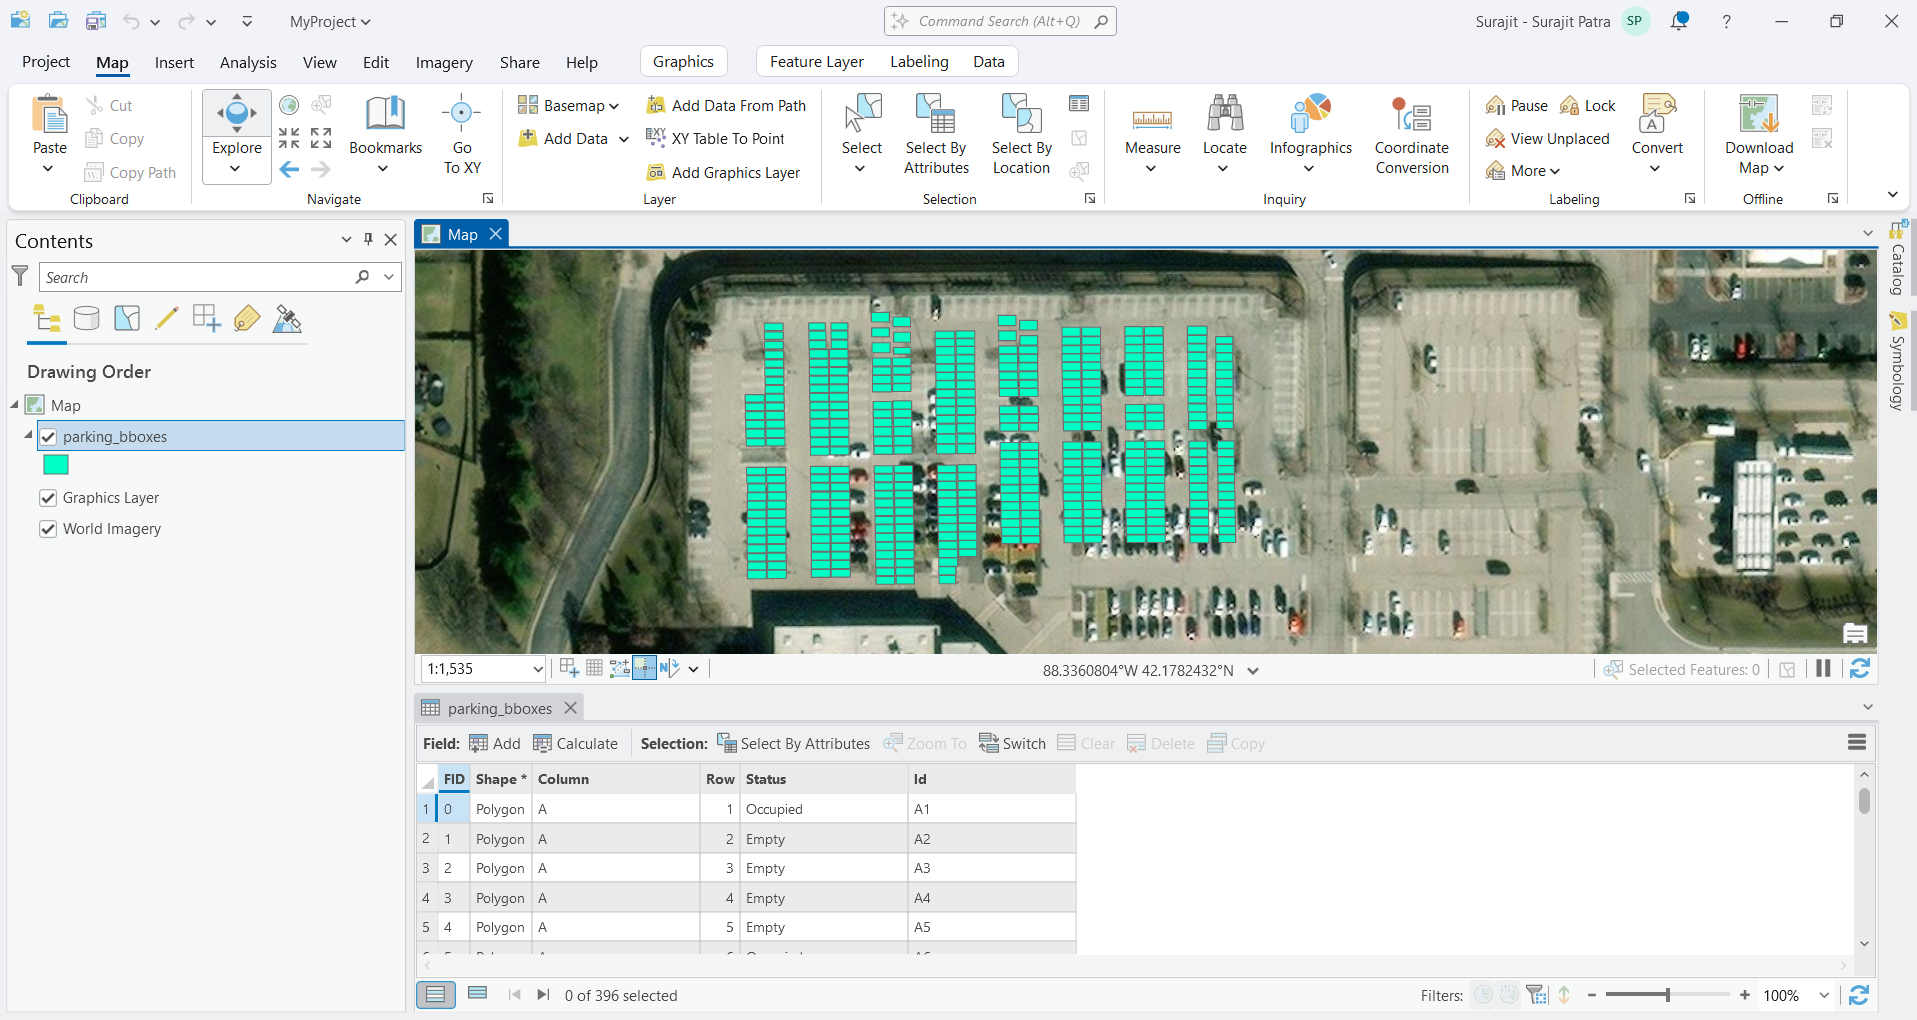 MyProject
Command Search (Alt+Q)
Surajit - Surajit Patra SP
?
Project Map Insert Analysis View Edit Imagery Share Help Graphics Feature Layer Labeling Data
Paste
Cut
Copy
Copy Path
Clipboard
Explore
Bookmarks
Go
To XY
Navigate
Basemap
Add Data
Add Data From Path
XY Table To Point
Add Graphics Layer
Layer
Select
Select By
Attributes
Select By
Location
Selection
Measure
Locate
Infographics
Coordinate
Conversion
Inquiry
Pause
Lock
View Unplaced
More
Convert
Labeling
Download
Map
Offline
Contents
Search
Drawing Order
Map
parking_bboxes
Graphics Layer
World Imagery
Map
Catalog
Symbology
1:1,535
88.3360804°W 42.1782432°N
Selected Features: 0
parking_bboxes
Field: Add Calculate Selection: Select By Attributes Zoom To Switch Clear Delete Copy
FID Shape * Column Row Status Id
1 0 Polygon A 1 Occupied A1
2 1 Polygon A 2 Empty A2
3 2 Polygon A 3 Empty A3
4 3 Polygon A 4 Empty A4
5 4 Polygon A 5 Empty A5
0 of 396 selected
Filters:
100%